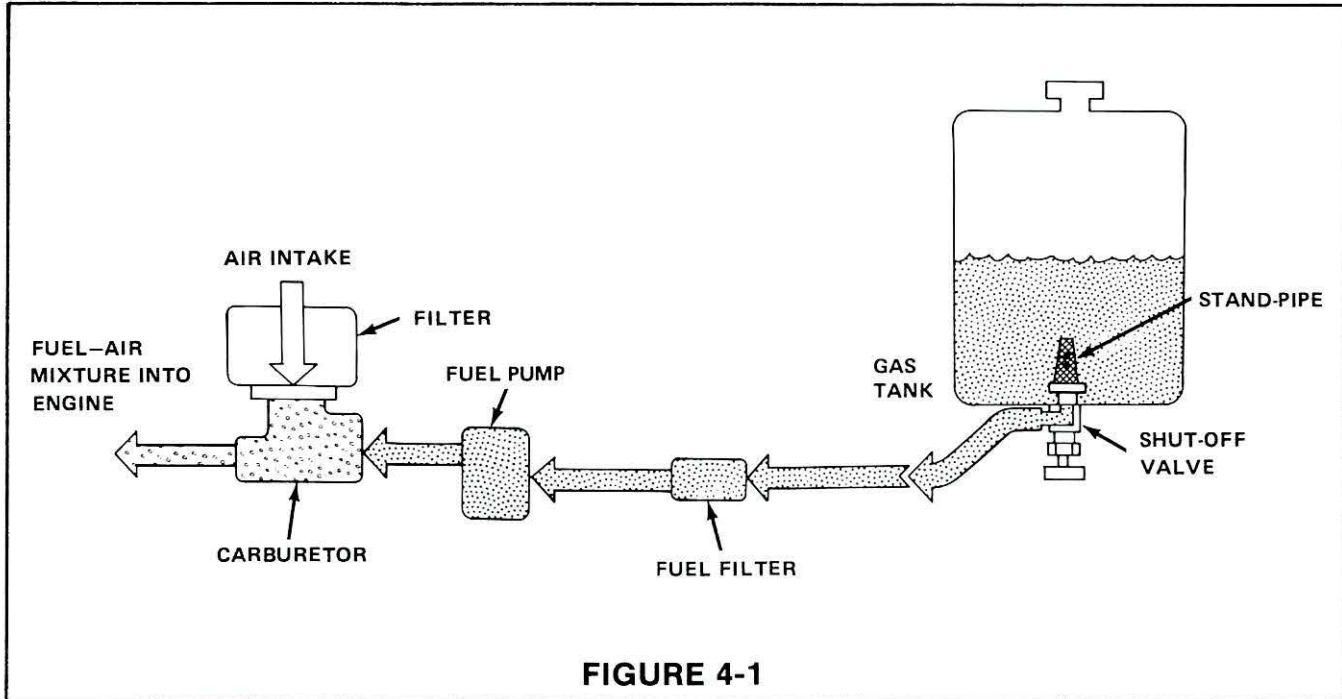 AIR INTAKE
FILTER
FUEL–AIR
MIXTURE INTO
ENGINE
FUEL PUMP
CARBURETOR
FUEL FILTER
GAS
TANK
STAND-PIPE
SHUT-OFF
VALVE
FIGURE 4-1